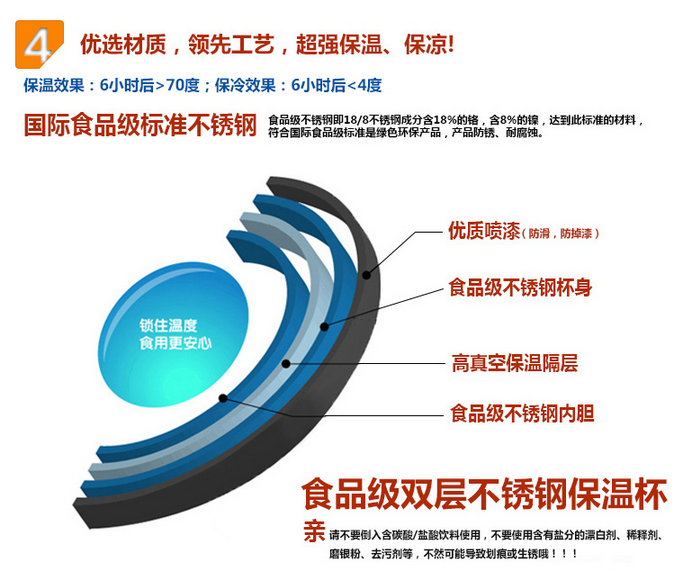 4
优选材质，领先工艺，超强保温、保凉!
保温效果：6小时后>70度；保冷效果：6小时后<4度
国际食品级标准不锈钢
食品级不锈钢即18/8不锈钢成分含18%的铬，含8%的镍，达到此标准的材料，
符合国际食品级标准是绿色环保产品，产品防锈、耐腐蚀。
优质喷漆（防滑，防掉漆）
食品级不锈钢杯身
锁住温度
食用更安心
高真空保温隔层
食品级不锈钢内胆
食品级双层不锈钢保温杯
亲 请不要倒入含碳酸/盐酸饮料使用，不要使用含有盐分的漂白剂、稀释剂、
磨银粉、去污剂等，不然可能导致划痕或生锈哦！！！